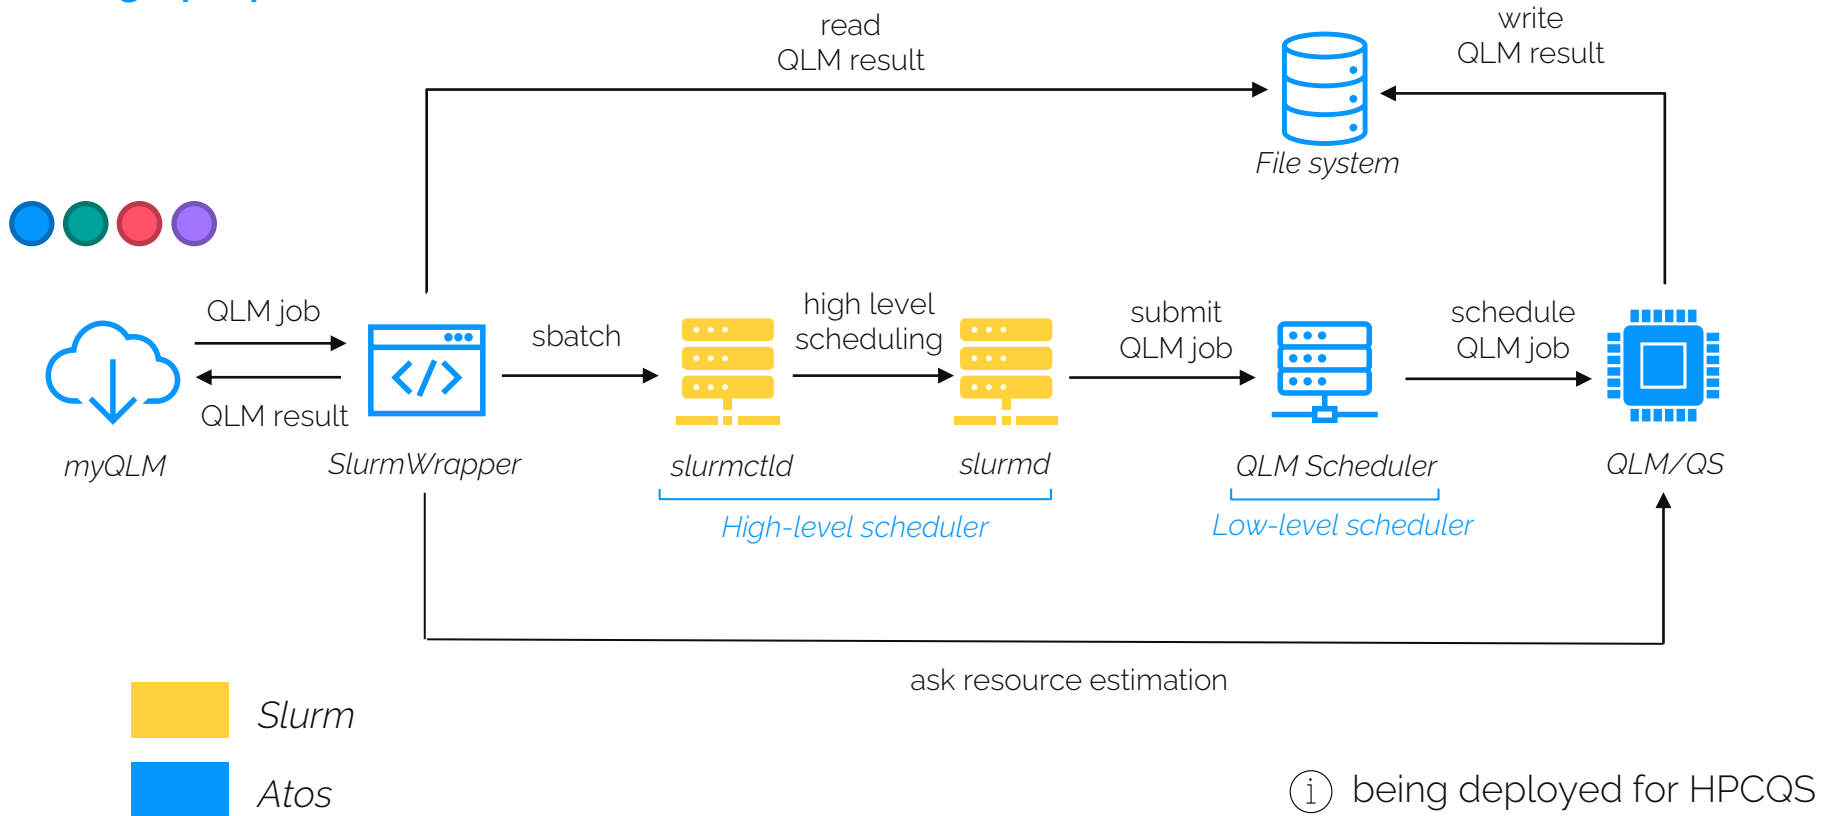 read
QLM result
write
QLM result
File system
QLM job
QLM result
sbatch
high level
scheduling
submit
QLM job
schedule
QLM job
myQLM
SlurmWrapper
slurmctld
slurmd
QLM Scheduler
QLM/QS
High-level scheduler
Low-level scheduler
ask resource estimation
Slurm
Atos
i being deployed for HPCQS